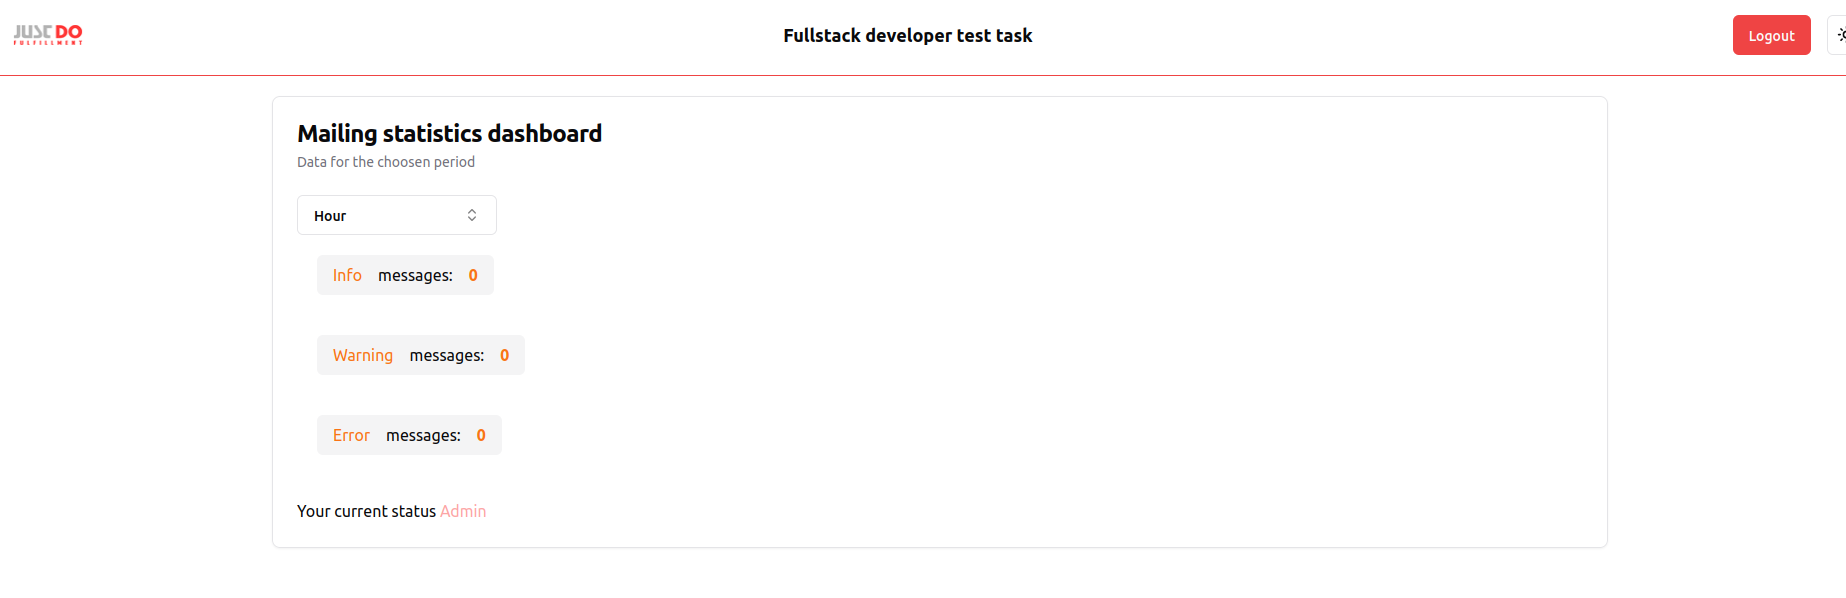 JUST DO
FULFILLMENT
Fullstack developer test task
Logout
Mailing statistics dashboard
Data for the choosen period
Hour
Info messages: 0
Warning messages: 0
Error messages: 0
Your current status Admin